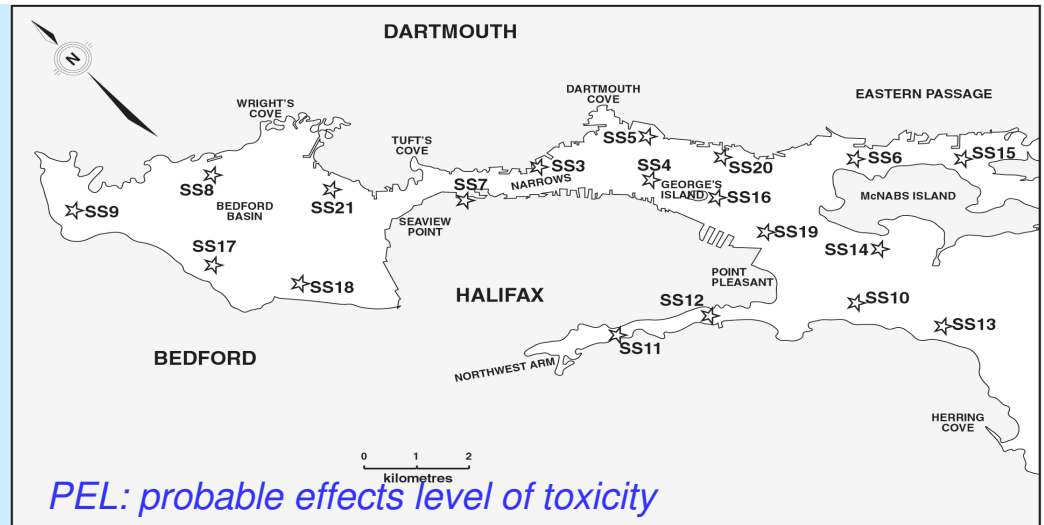 DARTMOUTH
N
WRIGHT'S
COVE
DARTMOUTH
COVE
EASTERN PASSAGE
TUFT'S
COVE
SS5
SS3
NARROWS
SS4
SS20
SS6
SS15
SS8
SS7
GEORGE'S
ISLAND
SS16
McNABS ISLAND
SS9
BEDFORD
BASIN
SS21
SEAVIEW
POINT
SS19
SS17
SS14
SS18
HALIFAX
POINT
PLEASANT
SS12
SS10
SS13
BEDFORD
SS11
NORTHWEST ARM
HERRING
COVE
0 1 2
kilometres
PEL: probable effects level of toxicity